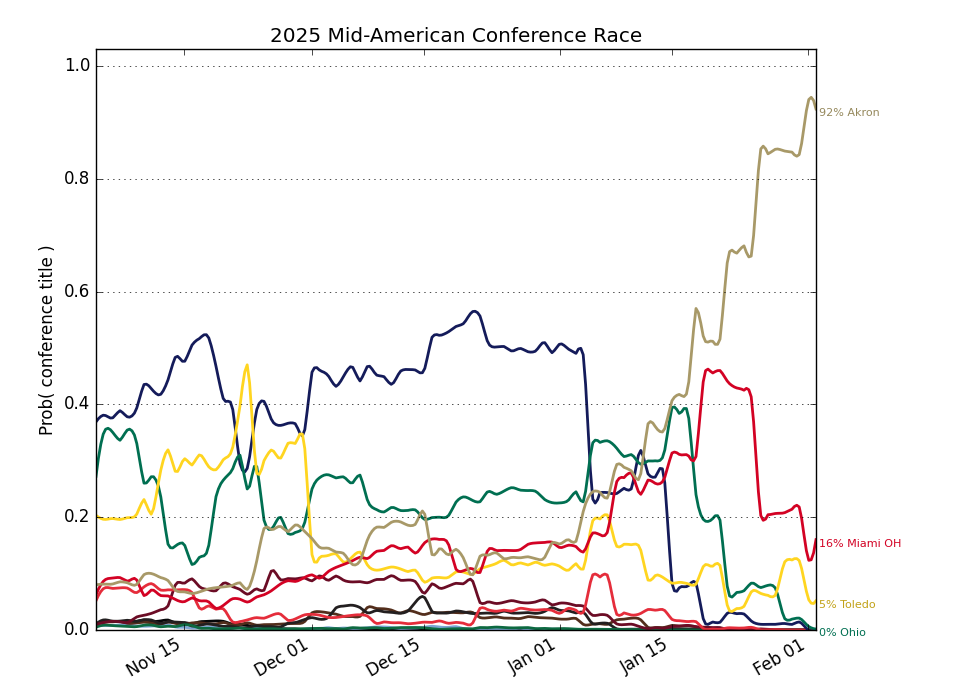 2025 Mid-American Conference Race
Prob( conference title )
1.0
0.8
0.6
0.4
0.2
0.0
Nov 15
Dec 01
Dec 15
Jan 01
Jan 15
Feb 01
92% Akron
16% Miami OH
5% Toledo
0% Ohio